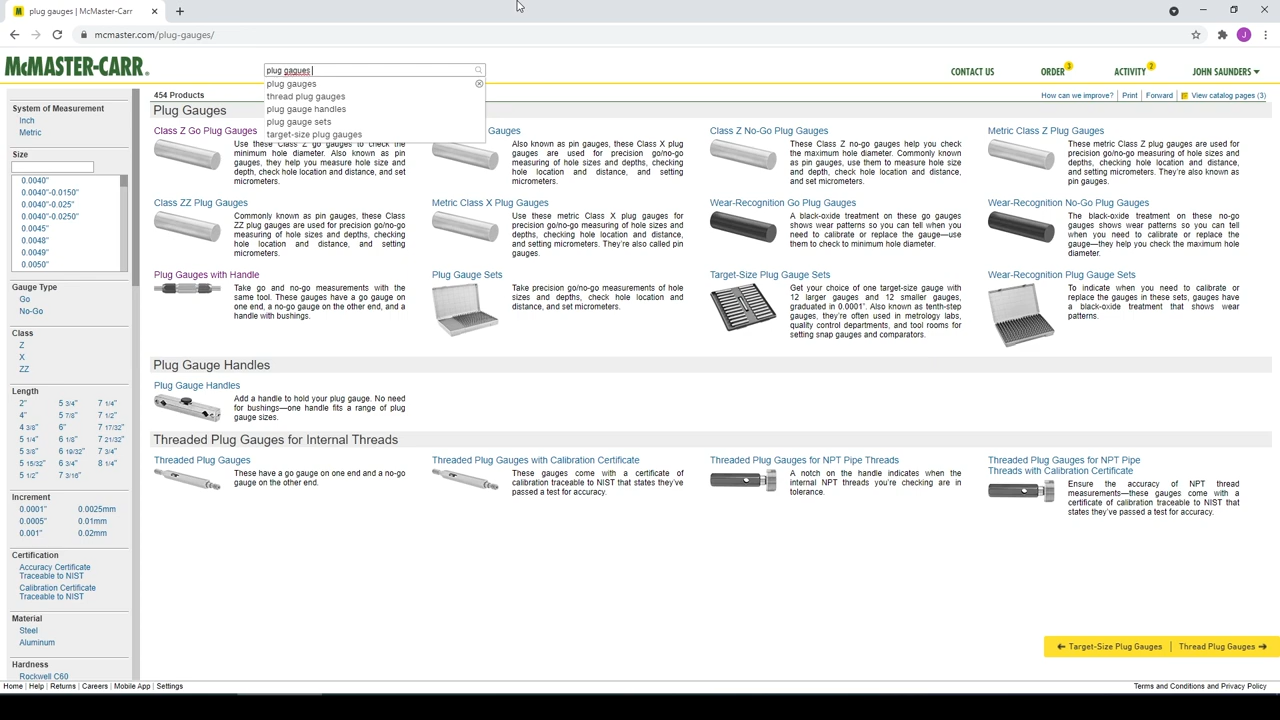 plug gauges | McMaster-Carr
mcmaster.com/plug-gauges/
J
McMASTER-CARR®
plug gagues
CONTACT US
ORDER 3
ACTIVITY 2
JOHN SAUNDERS
plug gauges
thread plug gauges
plug gauge handles
plug gauge sets
target-size plug gauges
454 Products
How can we improve?
Print
Forward
View catalog pages (3)
System of Measurement
Inch
Metric
Size
0.0040"
0.0040"-0.0150"
0.0040"-0.025"
0.0040"-0.0250"
0.0045"
0.0048"
0.0049"
0.0050"
Gauge Type
Go
No-Go
Class
Z
X
ZZ
Length
2" 5 3/4" 7 1/4"
4" 5 7/8" 7 1/2"
4 3/8" 6" 7 17/32"
5 1/4" 6 1/8" 7 21/32"
5 3/8" 6 19/32" 7 3/4"
5 15/32" 6 3/4" 8 1/4"
5 1/2" 7 3/16"
Increment
0.0001" 0.0025mm
0.0005" 0.01mm
0.001" 0.02mm
Certification
Accuracy Certificate
Traceable to NIST
Calibration Certificate
Traceable to NIST
Material
Steel
Aluminum
Hardness
Rockwell C60
Plug Gauges
Class Z Go Plug Gauges
Use these Class Z go gauges to check the
minimum hole diameter. Also known as pin
gauges, they help you measure hole size and
depth, check hole location and distance, and set
micrometers.
Gauges
Also known as pin gauges, these Class X plug
gauges are used for precision go/no-go
measuring of hole sizes and depths, checking
hole location and distance, and setting
micrometers.
Class Z No-Go Plug Gauges
These Class Z no-go gauges help you check
the maximum hole diameter. Commonly known
as pin gauges, use them to measure hole size
and depth, check hole location and distance,
and set micrometers.
Metric Class Z Plug Gauges
These metric Class Z plug gauges are used for
precision go/no-go measuring of hole sizes and
depths, checking hole location and distance,
and setting micrometers. They're also known as
pin gauges.
Class ZZ Plug Gauges
Commonly known as pin gauges, these Class
ZZ plug gauges are used for precision go/no-go
measuring of hole sizes and depths, checking
hole location and distance, and setting
micrometers.
Metric Class X Plug Gauges
Use these metric Class X plug gauges for
precision go/no-go measuring of hole sizes and
depths, checking hole location and distance,
and setting micrometers. They're also called pin
gauges.
Wear-Recognition Go Plug Gauges
A black-oxide treatment on these go gauges
shows wear patterns so you can tell when you
need to calibrate or replace the gauge—use
them to check to minimum hole diameter.
Wear-Recognition No-Go Plug Gauges
The black-oxide treatment on these no-go
gauges shows wear patterns so you can tell
when you need to calibrate or replace the
gauge—they help you check the maximum hole
diameter.
Plug Gauges with Handle
Take go and no-go measurements with the
same tool. These gauges have a go gauge on
one end, a no-go gauge on the other end, and a
handle with bushings.
Plug Gauge Sets
Take precision go/no-go measurements of hole
sizes and depths, check hole location and
distance, and set micrometers.
Target-Size Plug Gauge Sets
Get your choice of one target-size gauge with
12 larger gauges and 12 smaller gauges,
graduated in 0.0001". Also known as tenth-step
gauges, they're often used in metrology labs,
quality control departments, and tool rooms for
setting snap gauges and comparators.
Wear-Recognition Plug Gauge Sets
To indicate when you need to calibrate or
replace the gauges in these sets, gauges have
a black-oxide treatment that shows wear
patterns.
Plug Gauge Handles
Plug Gauge Handles
Add a handle to hold your plug gauge. No need
for bushings—one handle fits a range of plug
gauge sizes.
Threaded Plug Gauges for Internal Threads
Threaded Plug Gauges
These have a go gauge on one end and a no-go
gauge on the other end.
Threaded Plug Gauges with Calibration Certificate
These gauges come with a certificate of
calibration traceable to NIST that states they've
passed a test for accuracy.
Threaded Plug Gauges for NPT Pipe Threads
A notch on the handle indicates when the
internal NPT threads you're checking are in
tolerance.
Threaded Plug Gauges for NPT Pipe
Threads with Calibration Certificate
Ensure the accuracy of NPT thread
measurements—these gauges come with a
certificate of calibration traceable to NIST that
states they've passed a test for accuracy.
Target-Size Plug Gauges | Thread Plug Gauges
Home | Help | Returns | Careers | Mobile App | Settings
Terms and Conditions and Privacy Policy